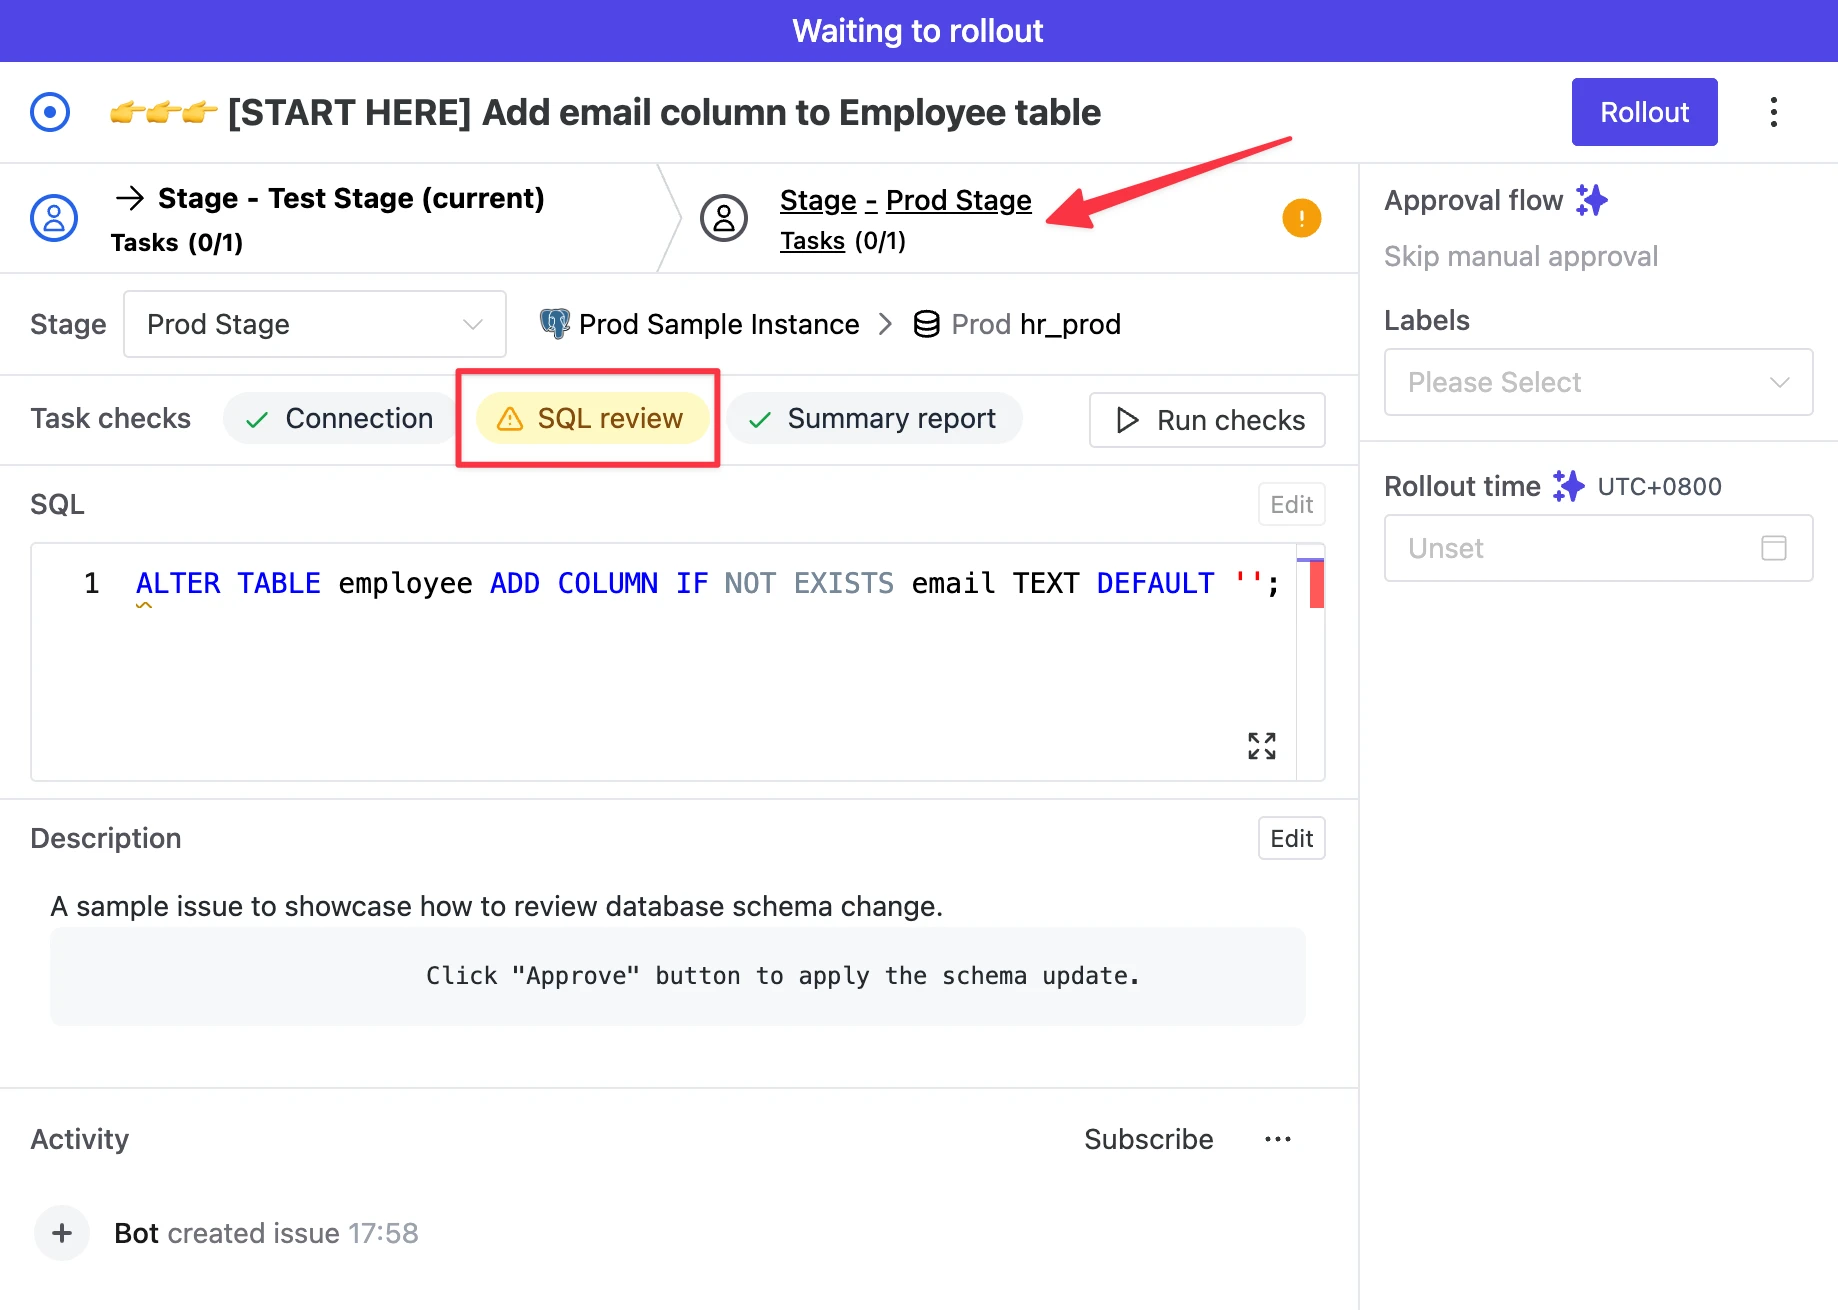 Waiting to rollout
👉👉👉 [START HERE] Add email column to Employee table
Rollout
→ Stage - Test Stage (current)
Tasks (0/1)
Stage - Prod Stage
Tasks (0/1)
Approval flow
Skip manual approval
Labels
Please Select
Stage
Prod Stage
Prod Sample Instance > Prod hr_prod
Task checks
Connection
SQL review
Summary report
Run checks
Rollout time UTC+0800
Unset
SQL
Edit
1 ALTER TABLE employee ADD COLUMN IF NOT EXISTS email TEXT DEFAULT '';
Description
Edit
A sample issue to showcase how to review database schema change.
Click "Approve" button to apply the schema update.
Activity
Subscribe
Bot created issue 17:58